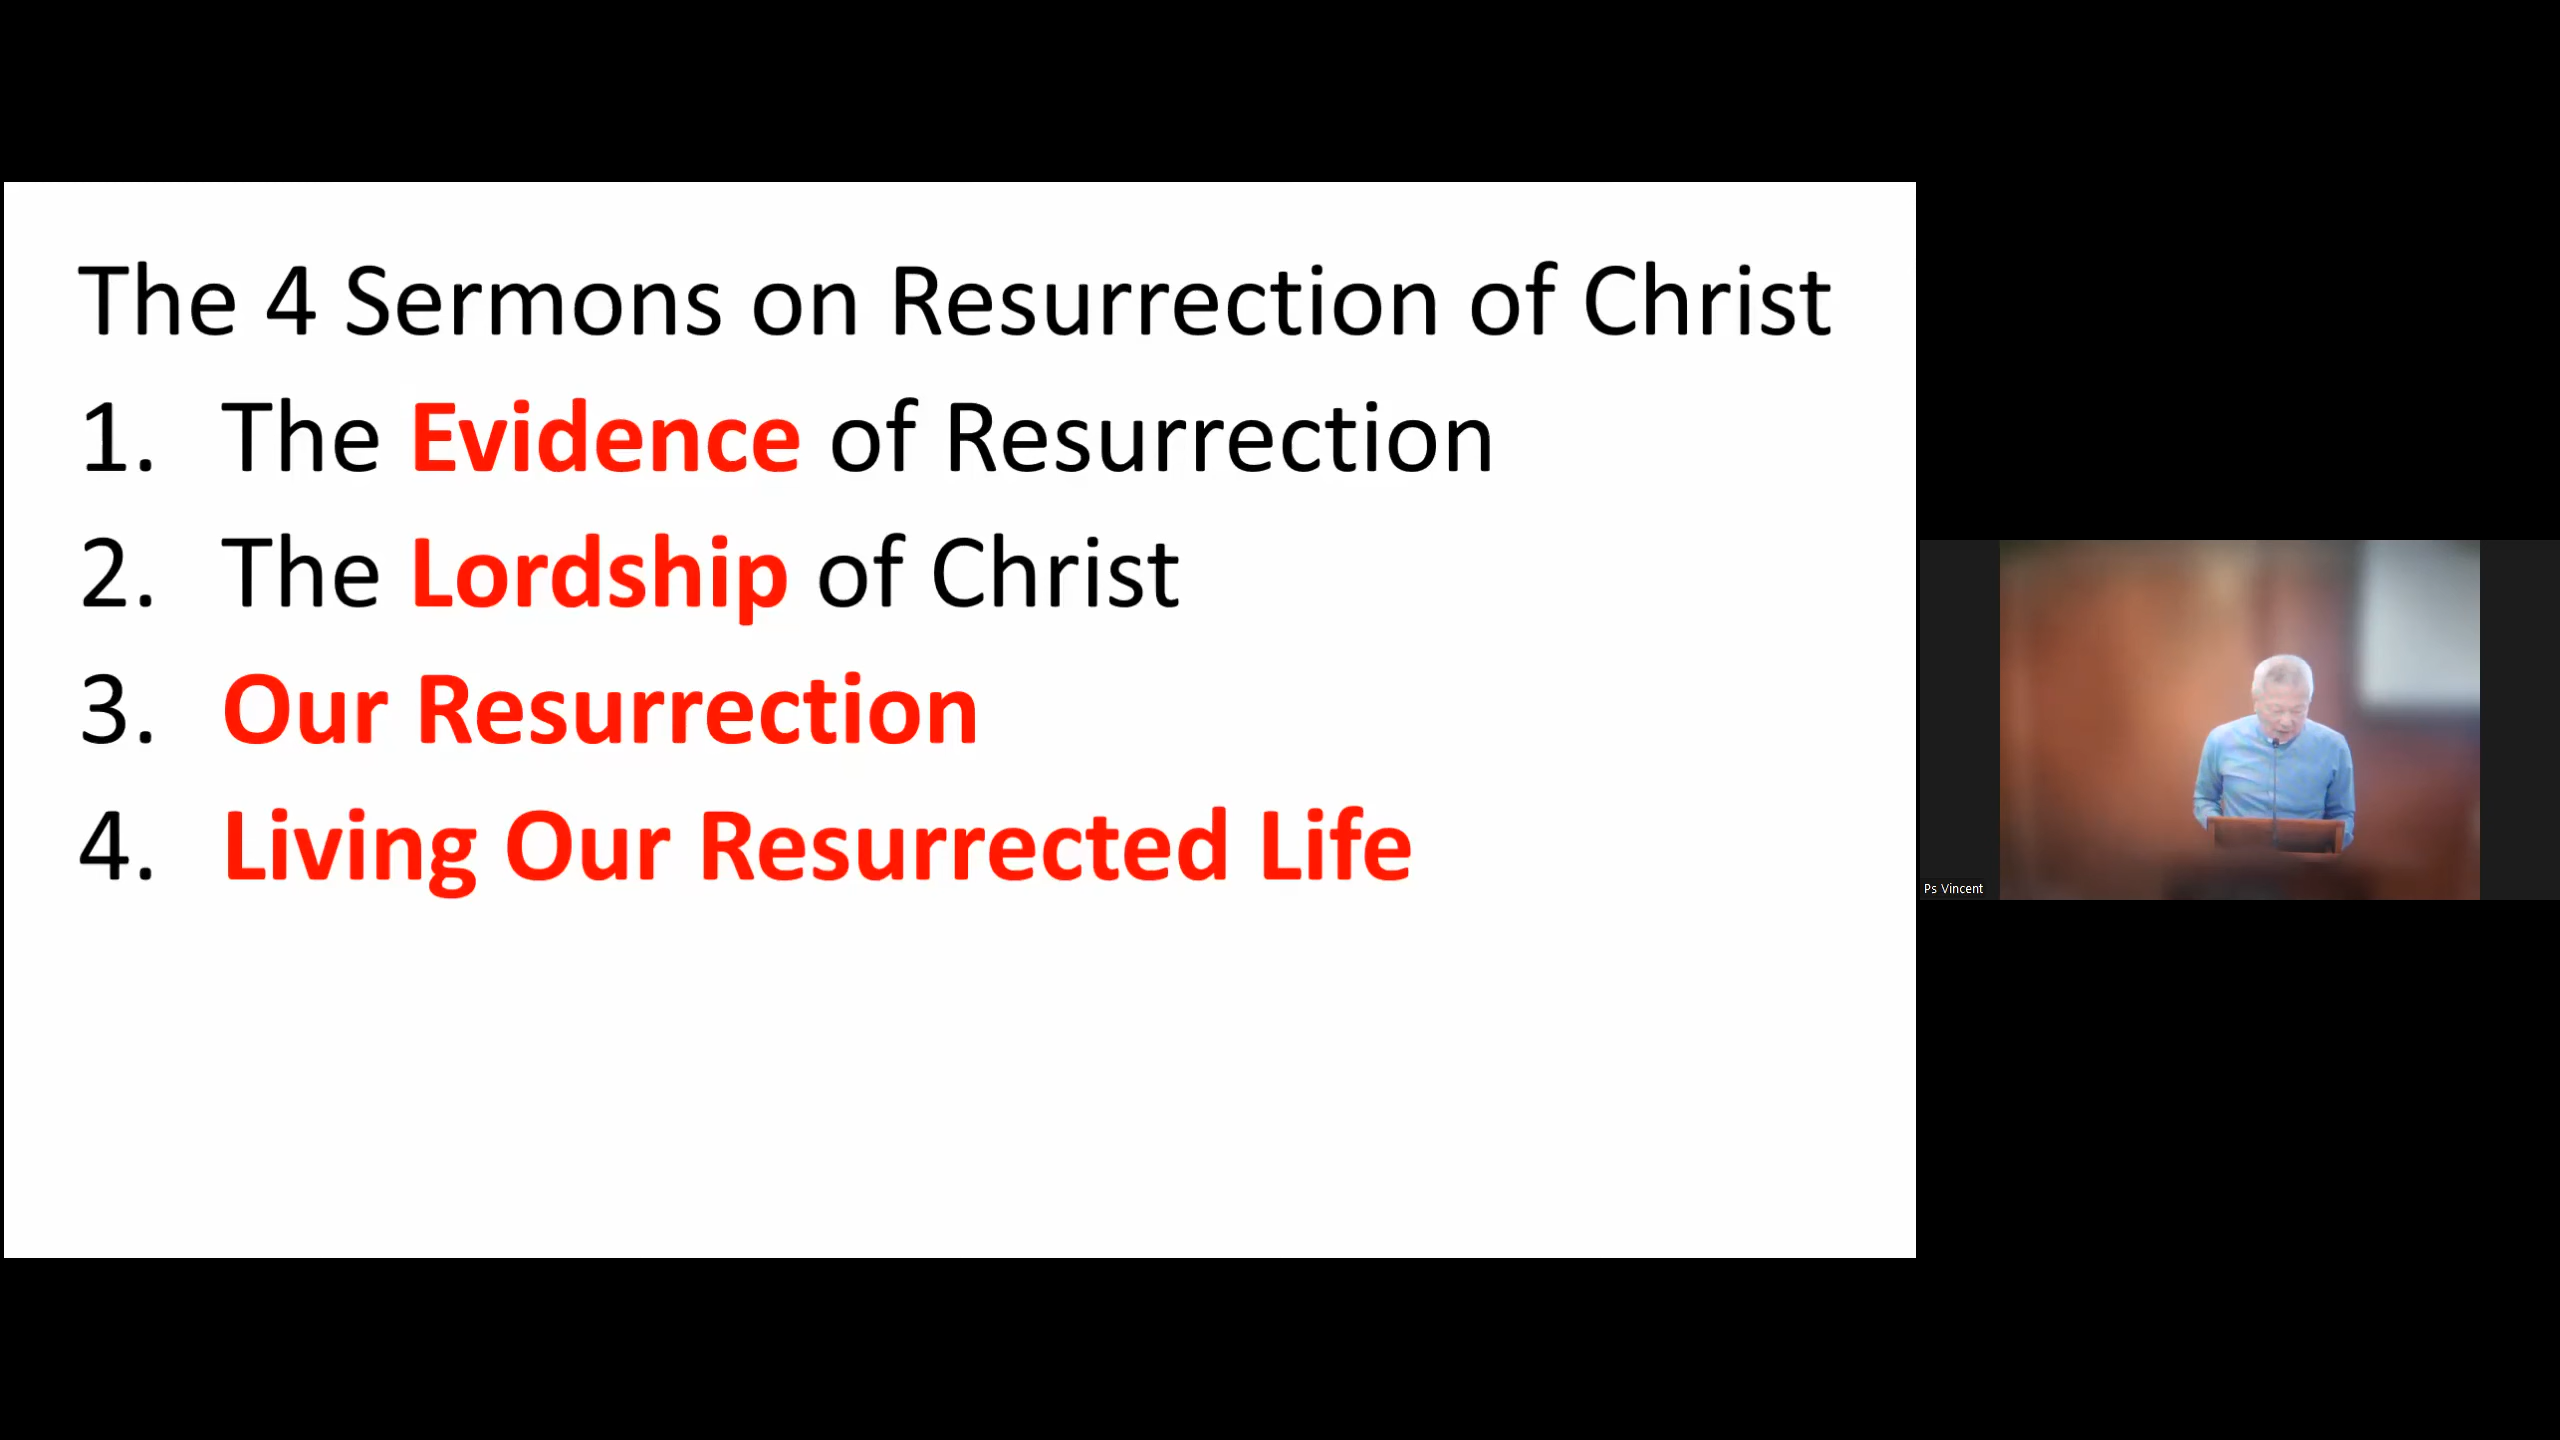 The 4 Sermons on Resurrection of Christ
1. The Evidence of Resurrection
2. The Lordship of Christ
3. Our Resurrection
4. Living Our Resurrected Life
Ps Vincent